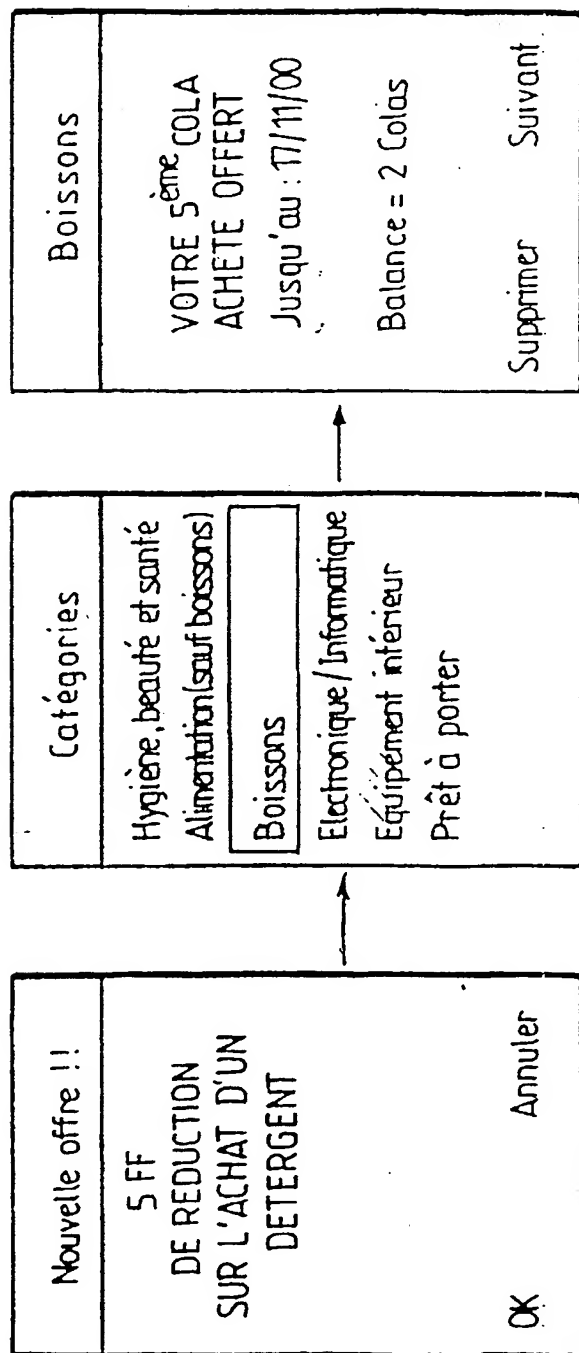 Nouvelle offre !!
5 FF
DE REDUCTION
SUR L'ACHAT D'UN
DETERGENT
OK Annuler
Catégories
Hygiène, beauté et santé
Alimentation (sauf boissons)
Boissons
Electronique / Informatique
Equipément intérieur
Prêt à porter
Boissons
VOTRE 5ème COLA
ACHETE OFFERT
Jusqu'au : 17/11/00
Balance = 2 Colas
Supprimer Suivant